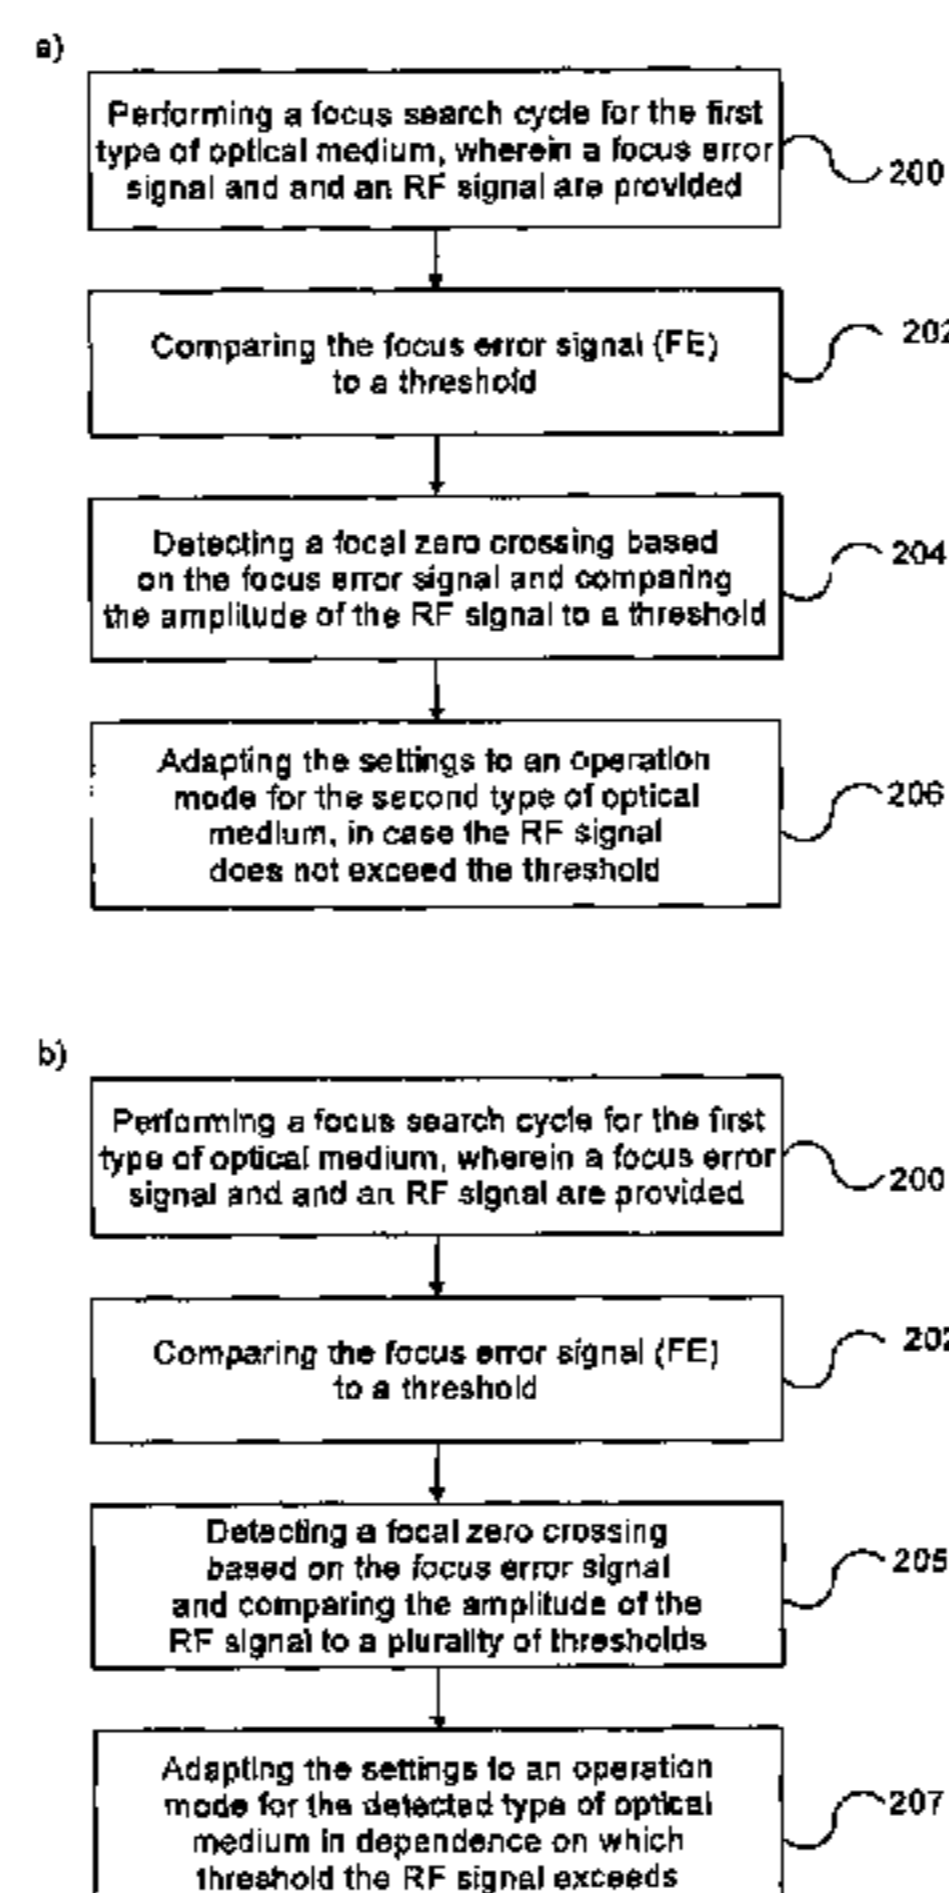 a)
Performing a focus search cycle for the first
type of optical medium, wherein a focus error
signal and and an RF signal are provided
200
Comparing the focus error signal (FE)
to a threshold
202
Detecting a focal zero crossing based
on the focus error signal and comparing
the amplitude of the RF signal to a threshold
204
Adapting the settings to an operation
mode for the second type of optical
medium, in case the RF signal
does not exceed the threshold
206
b)
Performing a focus search cycle for the first
type of optical medium, wherein a focus error
signal and and an RF signal are provided
200
Comparing the focus error signal (FE)
to a threshold
202
Detecting a focal zero crossing
based on the focus error signal
and comparing the amplitude of the
RF signal to a plurality of thresholds
205
Adapting the settings to an operation
mode for the detected type of optical
medium in dependence on which
threshold the RF signal exceeds
207